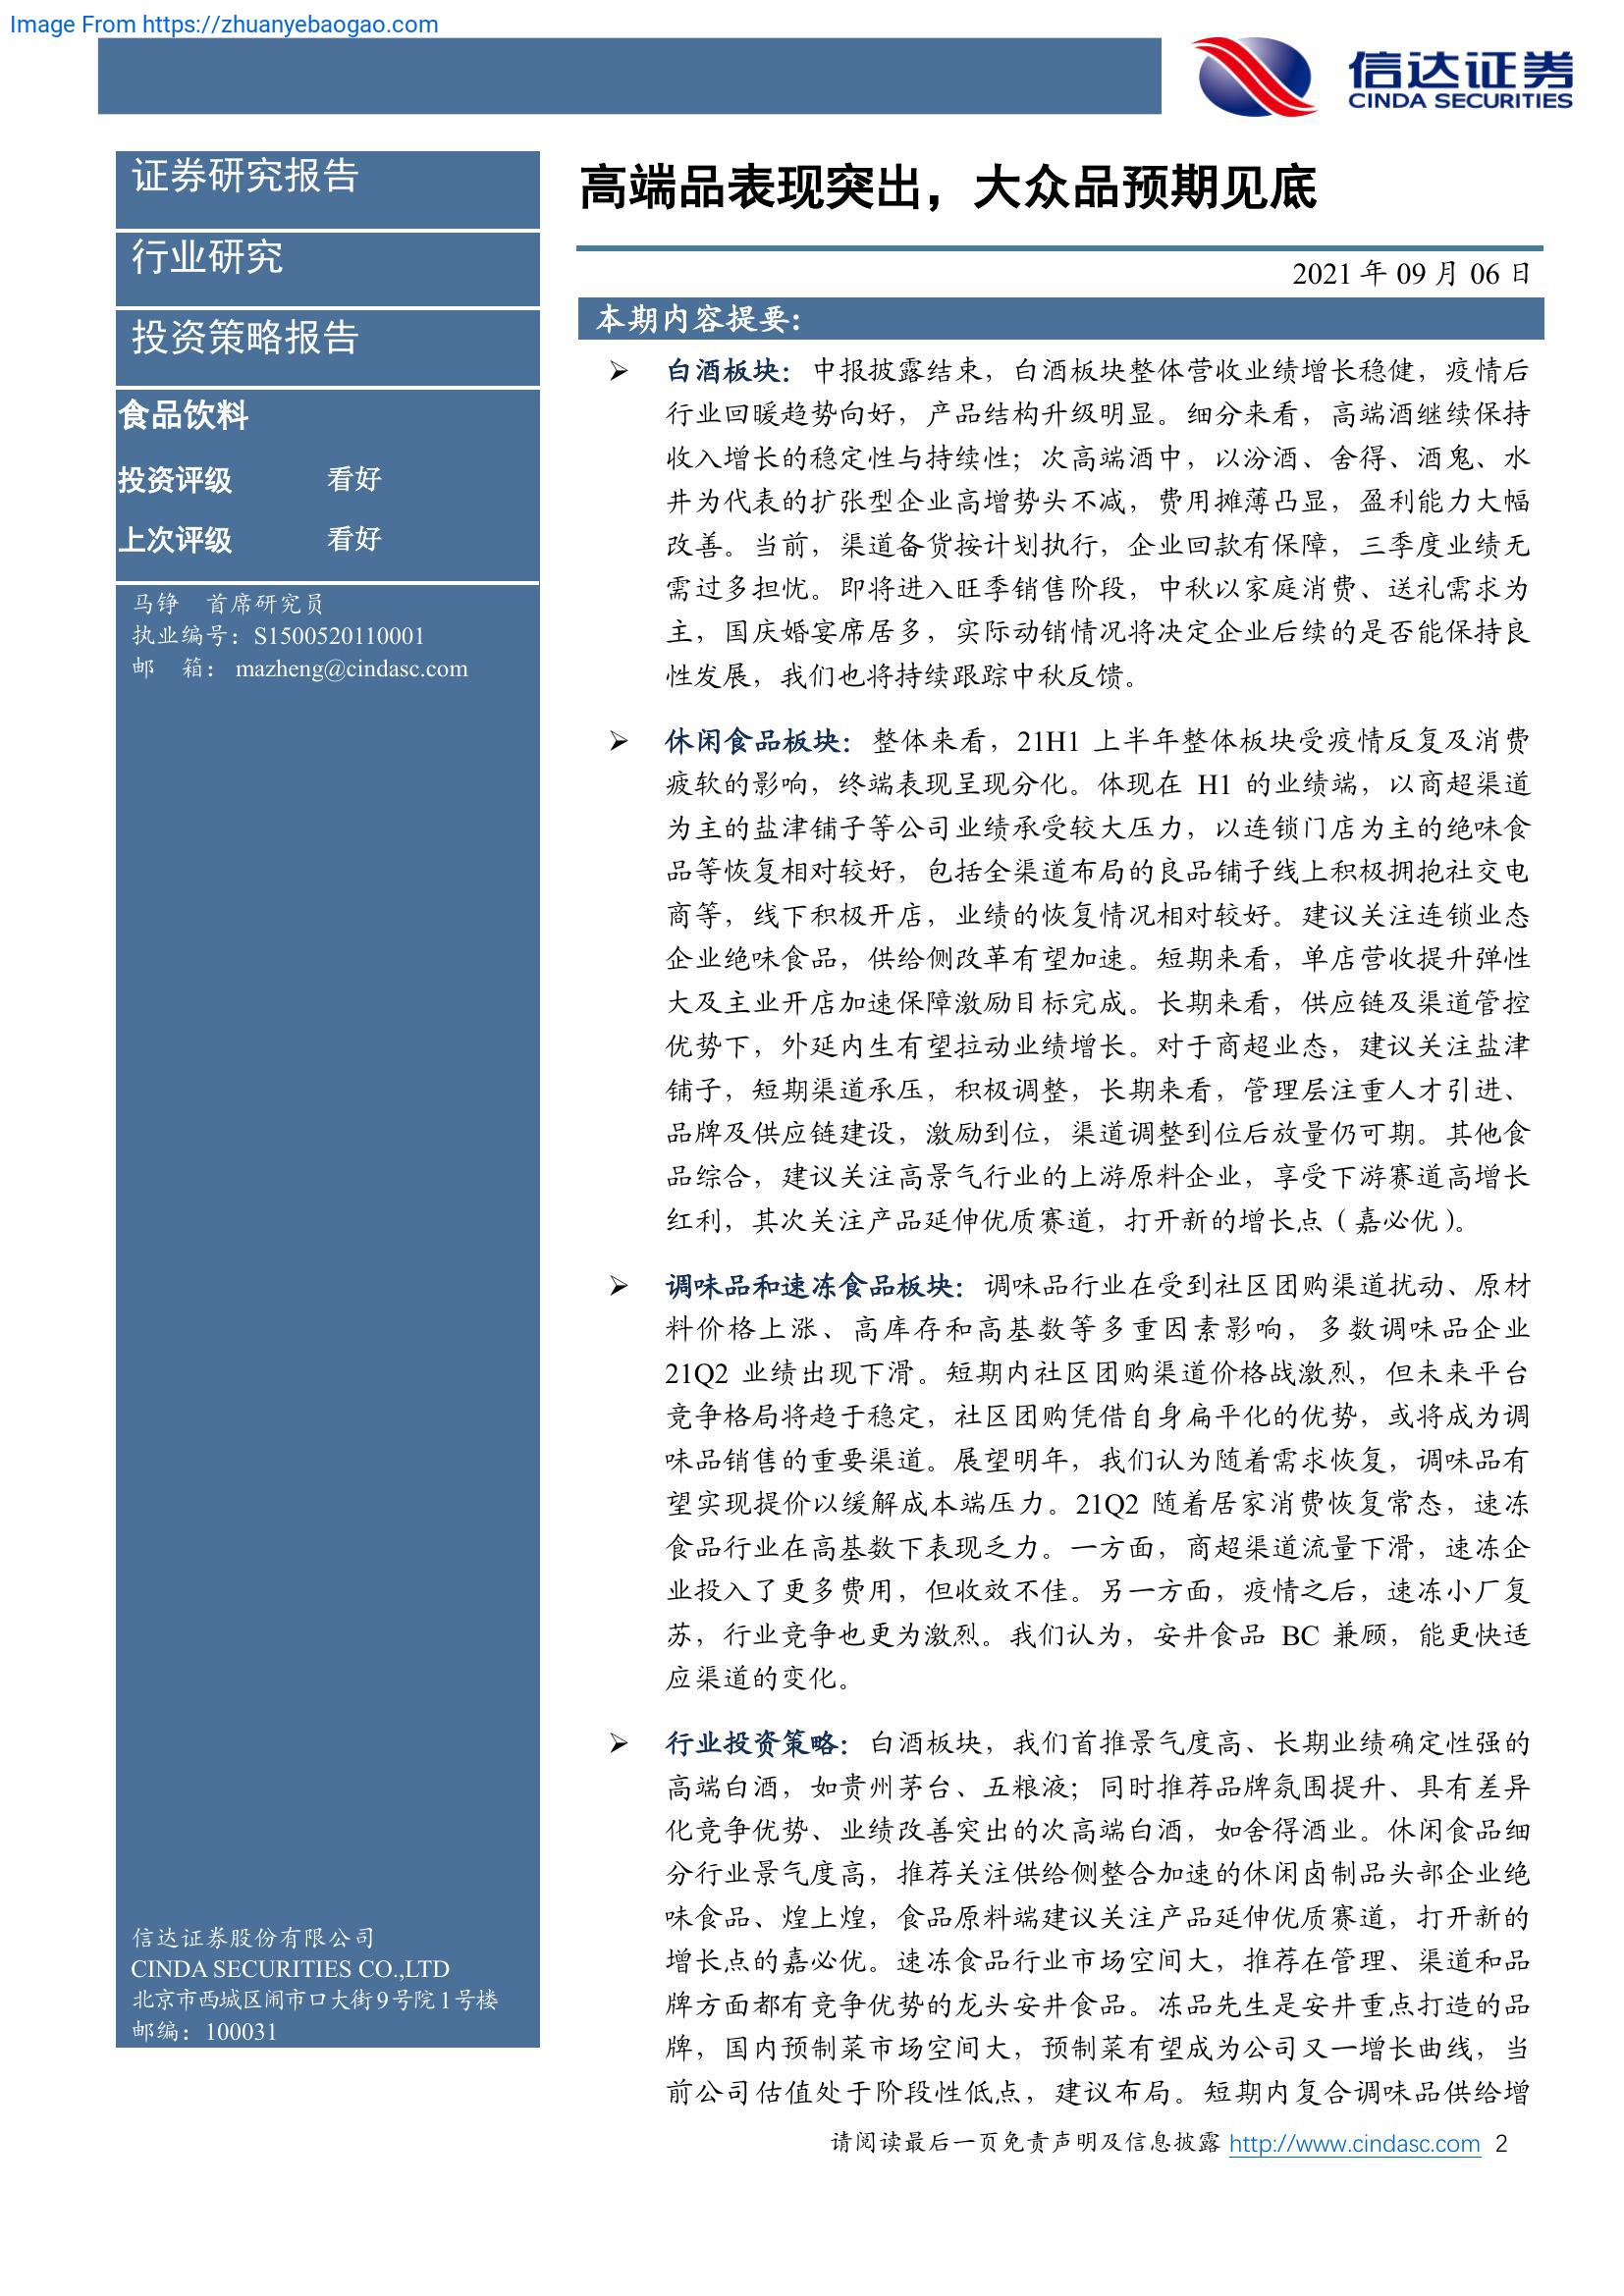 Image From https://zhuanyebaogao.com
信达证券
CINDA SECURITIES
证券研究报告
行业研究
投资策略报告
食品饮料
投资评级 看好
上次评级 看好
马铮 首席研究员
执业编号：S1500520110001
邮 箱： mazheng@cindasc.com
信达证券股份有限公司
CINDA SECURITIES CO.,LTD
北京市西城区闹市口大街9号院1号楼
邮编：100031
高端品表现突出，大众品预期见底
2021 年 09 月 06 日
本期内容提要:
➢ 白酒板块：中报披露结束，白酒板块整体营收业绩增长稳健，疫情后
行业回暖趋势向好，产品结构升级明显。细分来看，高端酒继续保持
收入增长的稳定性与持续性；次高端酒中，以汾酒、舍得、酒鬼、水
井为代表的扩张型企业高增势头不减，费用摊薄凸显，盈利能力大幅
改善。当前，渠道备货按计划执行，企业回款有保障，三季度业绩无
需过多担忧。即将进入旺季销售阶段，中秋以家庭消费、送礼需求为
主，国庆婚宴席居多，实际动销情况将决定企业后续的是否能保持良
性发展，我们也将持续跟踪中秋反馈。
➢ 休闲食品板块：整体来看，21H1 上半年整体板块受疫情反复及消费
疲软的影响，终端表现呈现分化。体现在 H1 的业绩端，以商超渠道
为主的盐津铺子等公司业绩承受较大压力，以连锁门店为主的绝味食
品等恢复相对较好，包括全渠道布局的良品铺子线上积极拥抱社交电
商等，线下积极开店，业绩的恢复情况相对较好。建议关注连锁业态
企业绝味食品，供给侧改革有望加速。短期来看，单店营收提升弹性
大及主业开店加速保障激励目标完成。长期来看，供应链及渠道管控
优势下，外延内生有望拉动业绩增长。对于商超业态，建议关注盐津
铺子，短期渠道承压，积极调整，长期来看，管理层注重人才引进、
品牌及供应链建设，激励到位，渠道调整到位后放量仍可期。其他食
品综合，建议关注高景气行业的上游原料企业，享受下游赛道高增长
红利，其次关注产品延伸优质赛道，打开新的增长点（嘉必优）。
➢ 调味品和速冻食品板块：调味品行业在受到社区团购渠道扰动、原材
料价格上涨、高库存和高基数等多重因素影响，多数调味品企业
21Q2 业绩出现下滑。短期内社区团购渠道价格战激烈，但未来平台
竞争格局将趋于稳定，社区团购凭借自身扁平化的优势，或将成为调
味品销售的重要渠道。展望明年，我们认为随着需求恢复，调味品有
望实现提价以缓解成本端压力。21Q2 随着居家消费恢复常态，速冻
食品行业在高基数下表现乏力。一方面，商超渠道流量下滑，速冻企
业投入了更多费用，但收效不佳。另一方面，疫情之后，速冻小厂复
苏，行业竞争也更为激烈。我们认为，安井食品 BC 兼顾，能更快适
应渠道的变化。
➢ 行业投资策略：白酒板块，我们首推景气度高、长期业绩确定性强的
高端白酒，如贵州茅台、五粮液；同时推荐品牌氛围提升、具有差异
化竞争优势、业绩改善突出的次高端白酒，如舍得酒业。休闲食品细
分行业景气度高，推荐关注供给侧整合加速的休闲卤制品头部企业绝
味食品、煌上煌，食品原料端建议关注产品延伸优质赛道，打开新的
增长点的嘉必优。速冻食品行业市场空间大，推荐在管理、渠道和品
牌方面都有竞争优势的龙头安井食品。冻品先生是安井重点打造的品
牌，国内预制菜市场空间大，预制菜有望成为公司又一增长曲线，当
前公司估值处于阶段性低点，建议布局。短期内复合调味品供给增
请阅读最后一页免责声明及信息披露 http://www.cindasc.com 2